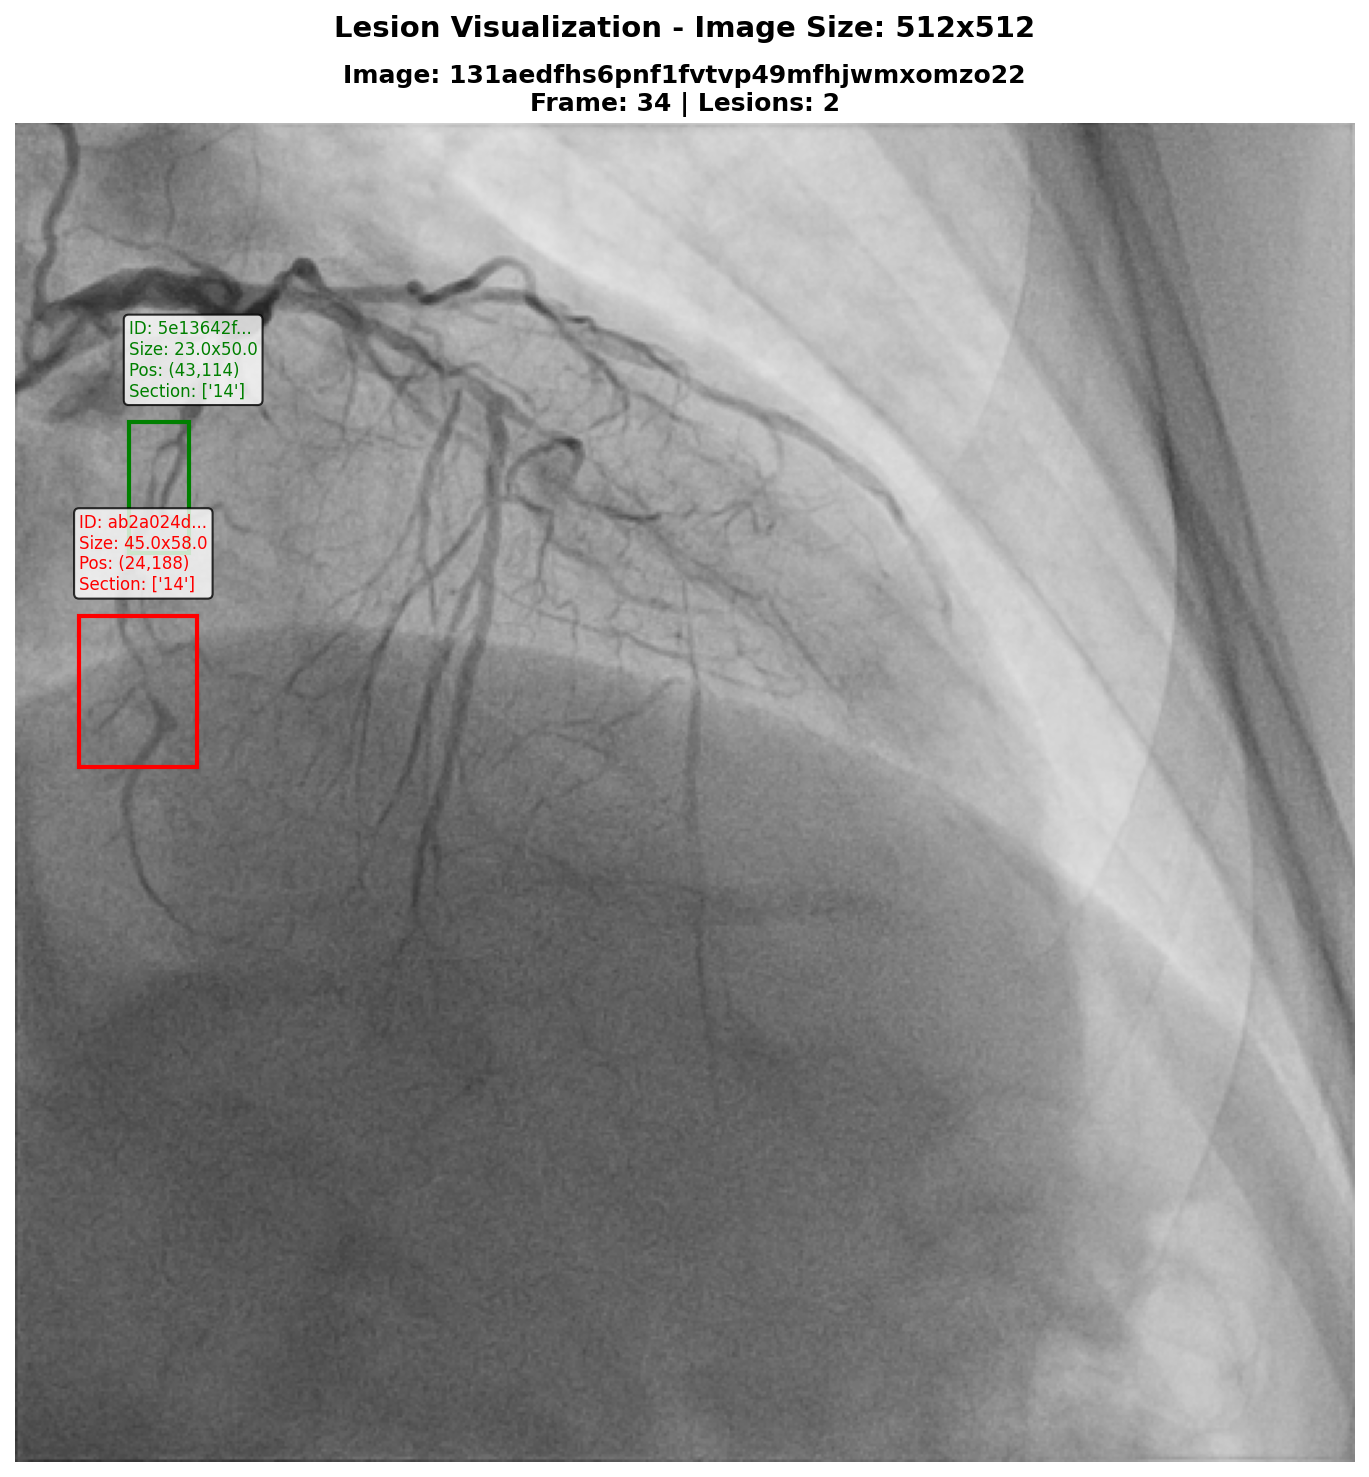 Lesion Visualization - Image Size: 512x512
Image: 131aedfhs6pnf1fvtvp49mfhjwmxomzo22
Frame: 34 | Lesions: 2
ID: 5e13642f...
Size: 23.0x50.0
Pos: (43,114)
Section: ['14']
ID: ab2a024d...
Size: 45.0x58.0
Pos: (24,188)
Section: ['14']